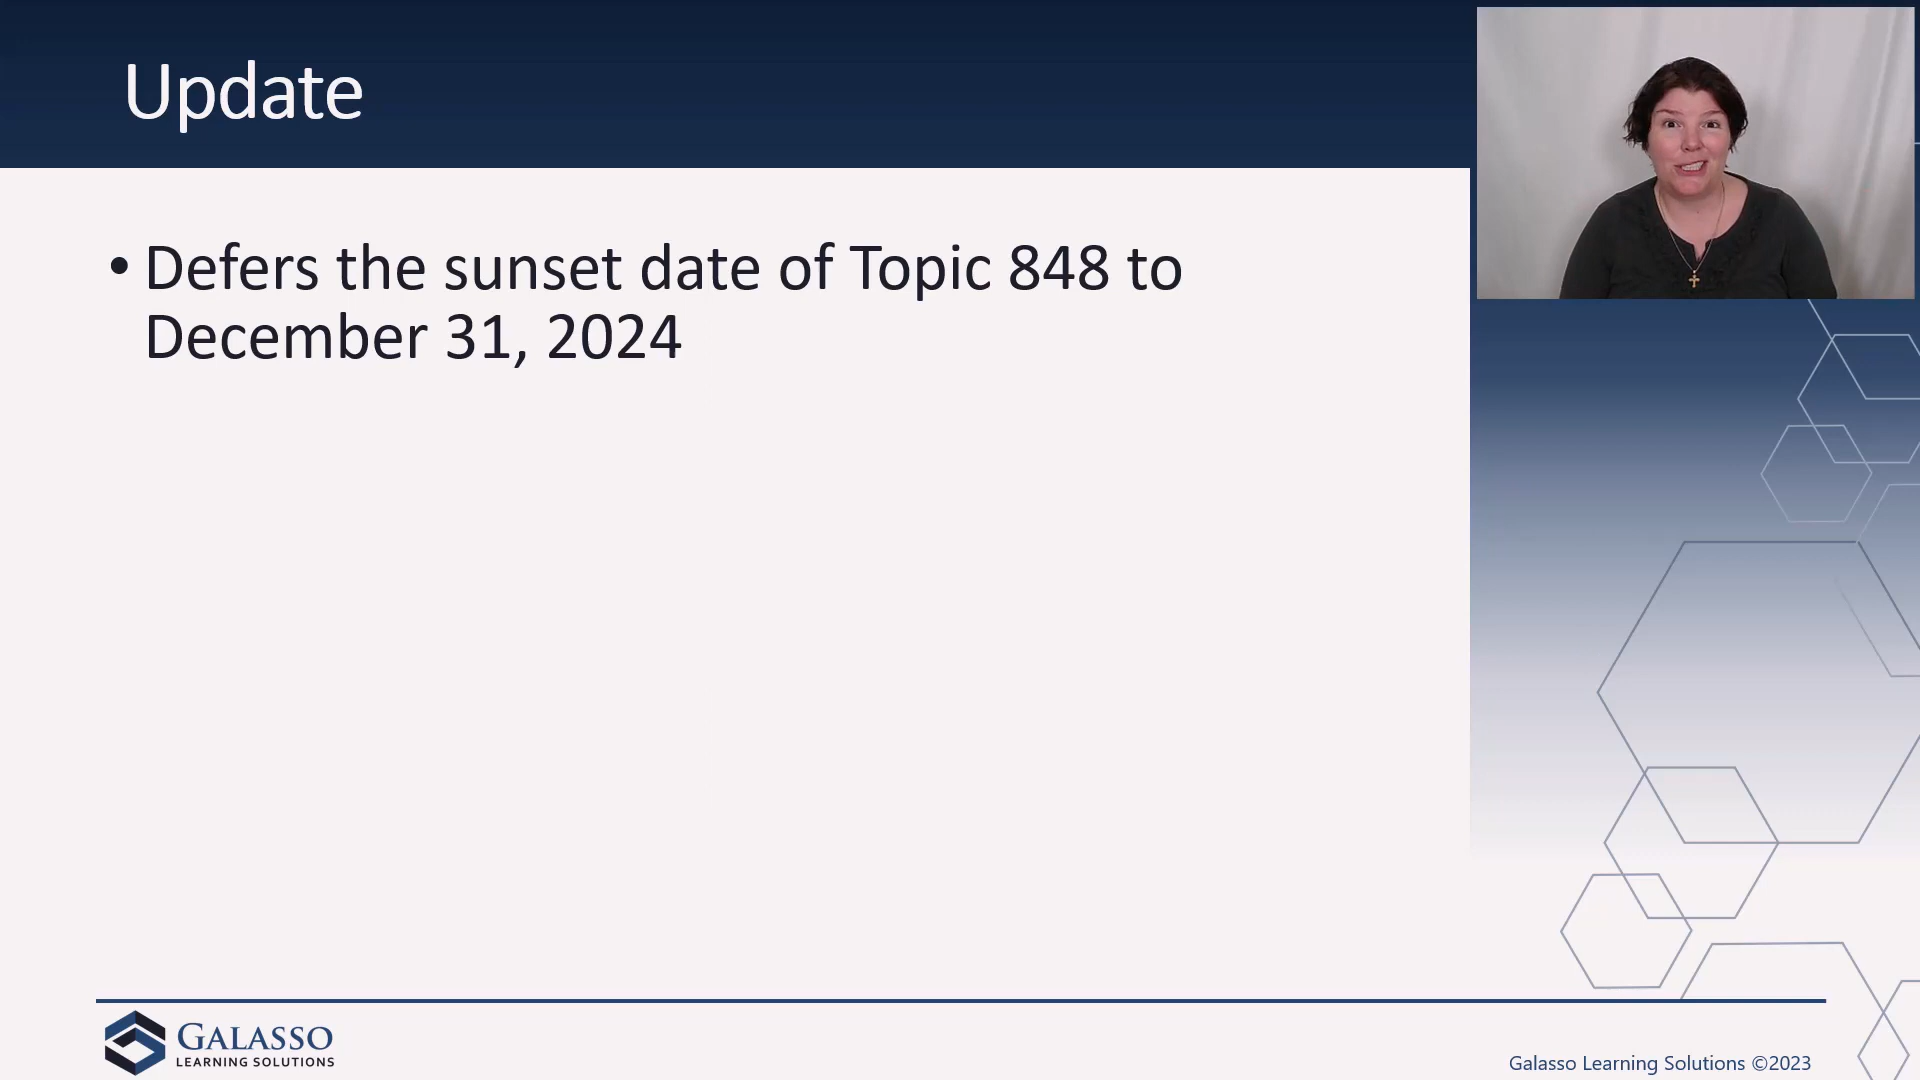 Update
• Defers the sunset date of Topic 848 to
December 31, 2024
GALASSO
LEARNING SOLUTIONS
Galasso Learning Solutions ©2023